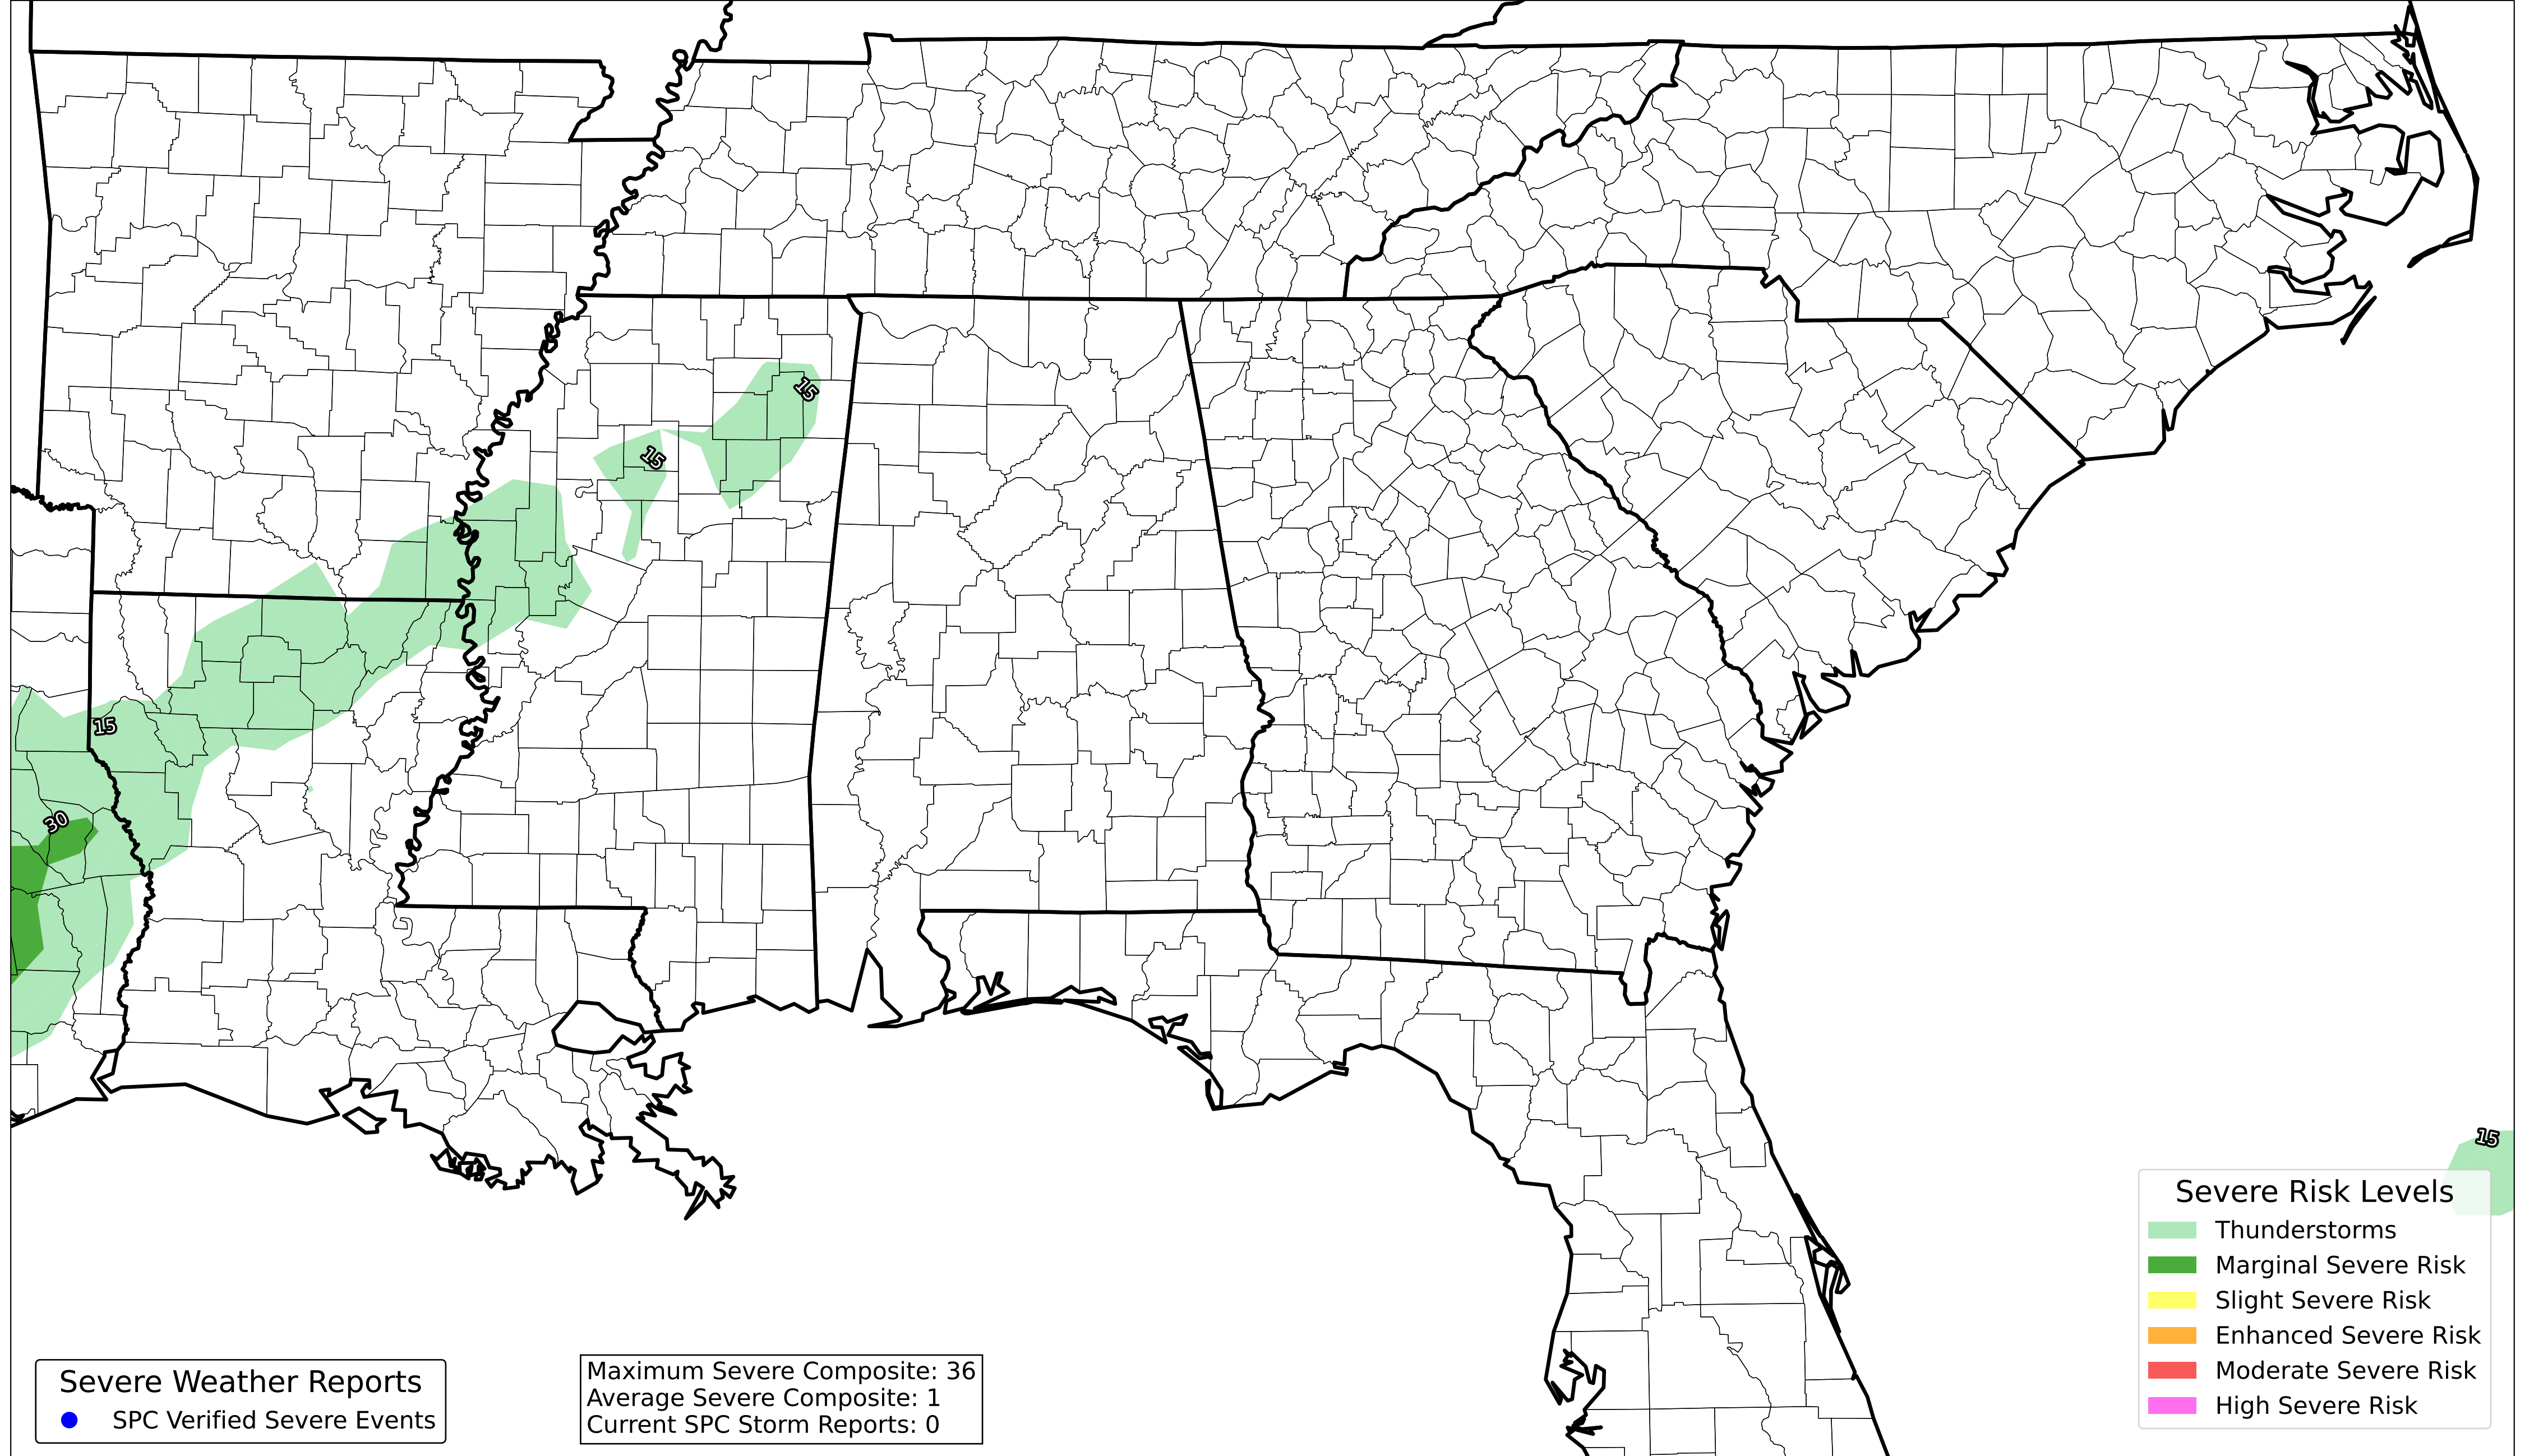 15
15
15
30
15
Severe Risk Levels
Thunderstorms
Marginal Severe Risk
Slight Severe Risk
Enhanced Severe Risk
Moderate Severe Risk
High Severe Risk
Severe Weather Reports
SPC Verified Severe Events
Maximum Severe Composite: 36
Average Severe Composite: 1
Current SPC Storm Reports: 0